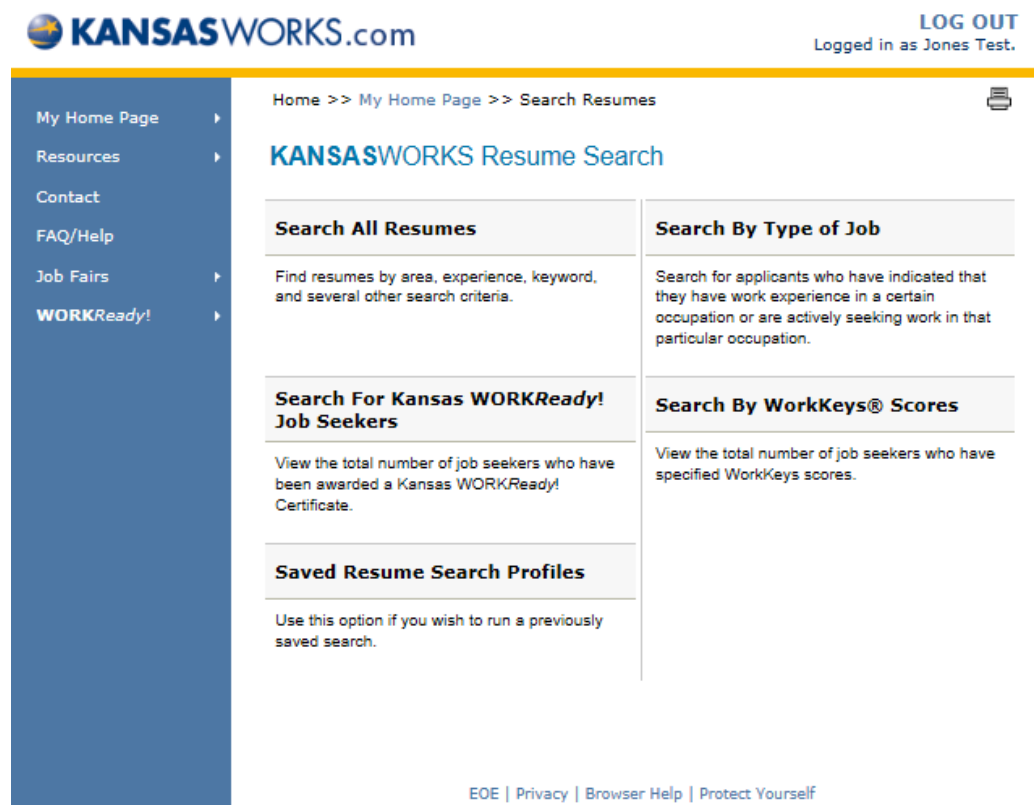 KANSASWORKS.com
LOG OUT
Logged in as Jones Test.
My Home Page
Resources
Contact
FAQ/Help
Job Fairs
WORKReady!
Home >> My Home Page >> Search Resumes
KANSASWORKS Resume Search
Search All Resumes
Find resumes by area, experience, keyword,
and several other search criteria.
Search By Type of Job
Search for applicants who have indicated that
they have work experience in a certain
occupation or are actively seeking work in that
particular occupation.
Search For Kansas WORKReady!
Job Seekers
View the total number of job seekers who have
been awarded a Kansas WORKReady!
Certificate.
Search By WorkKeys® Scores
View the total number of job seekers who have
specified WorkKeys scores.
Saved Resume Search Profiles
Use this option if you wish to run a previously
saved search.
EOE | Privacy | Browser Help | Protect Yourself